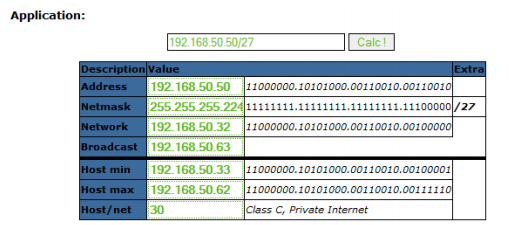 Application:
192.168.50.50/27 Calc !
Description Value Extra
Address 192.168.50.50 11000000.10101000.00110010.00110010
Netmask 255.255.255.224 11111111.11111111.11111111.11100000 /27
Network 192.168.50.32 11000000.10101000.00110010.00100000
Broadcast 192.168.50.63
Host min 192.168.50.33 11000000.10101000.00110010.00100001
Host max 192.168.50.62 11000000.10101000.00110010.00111110
Host/net 30 Class C, Private Internet